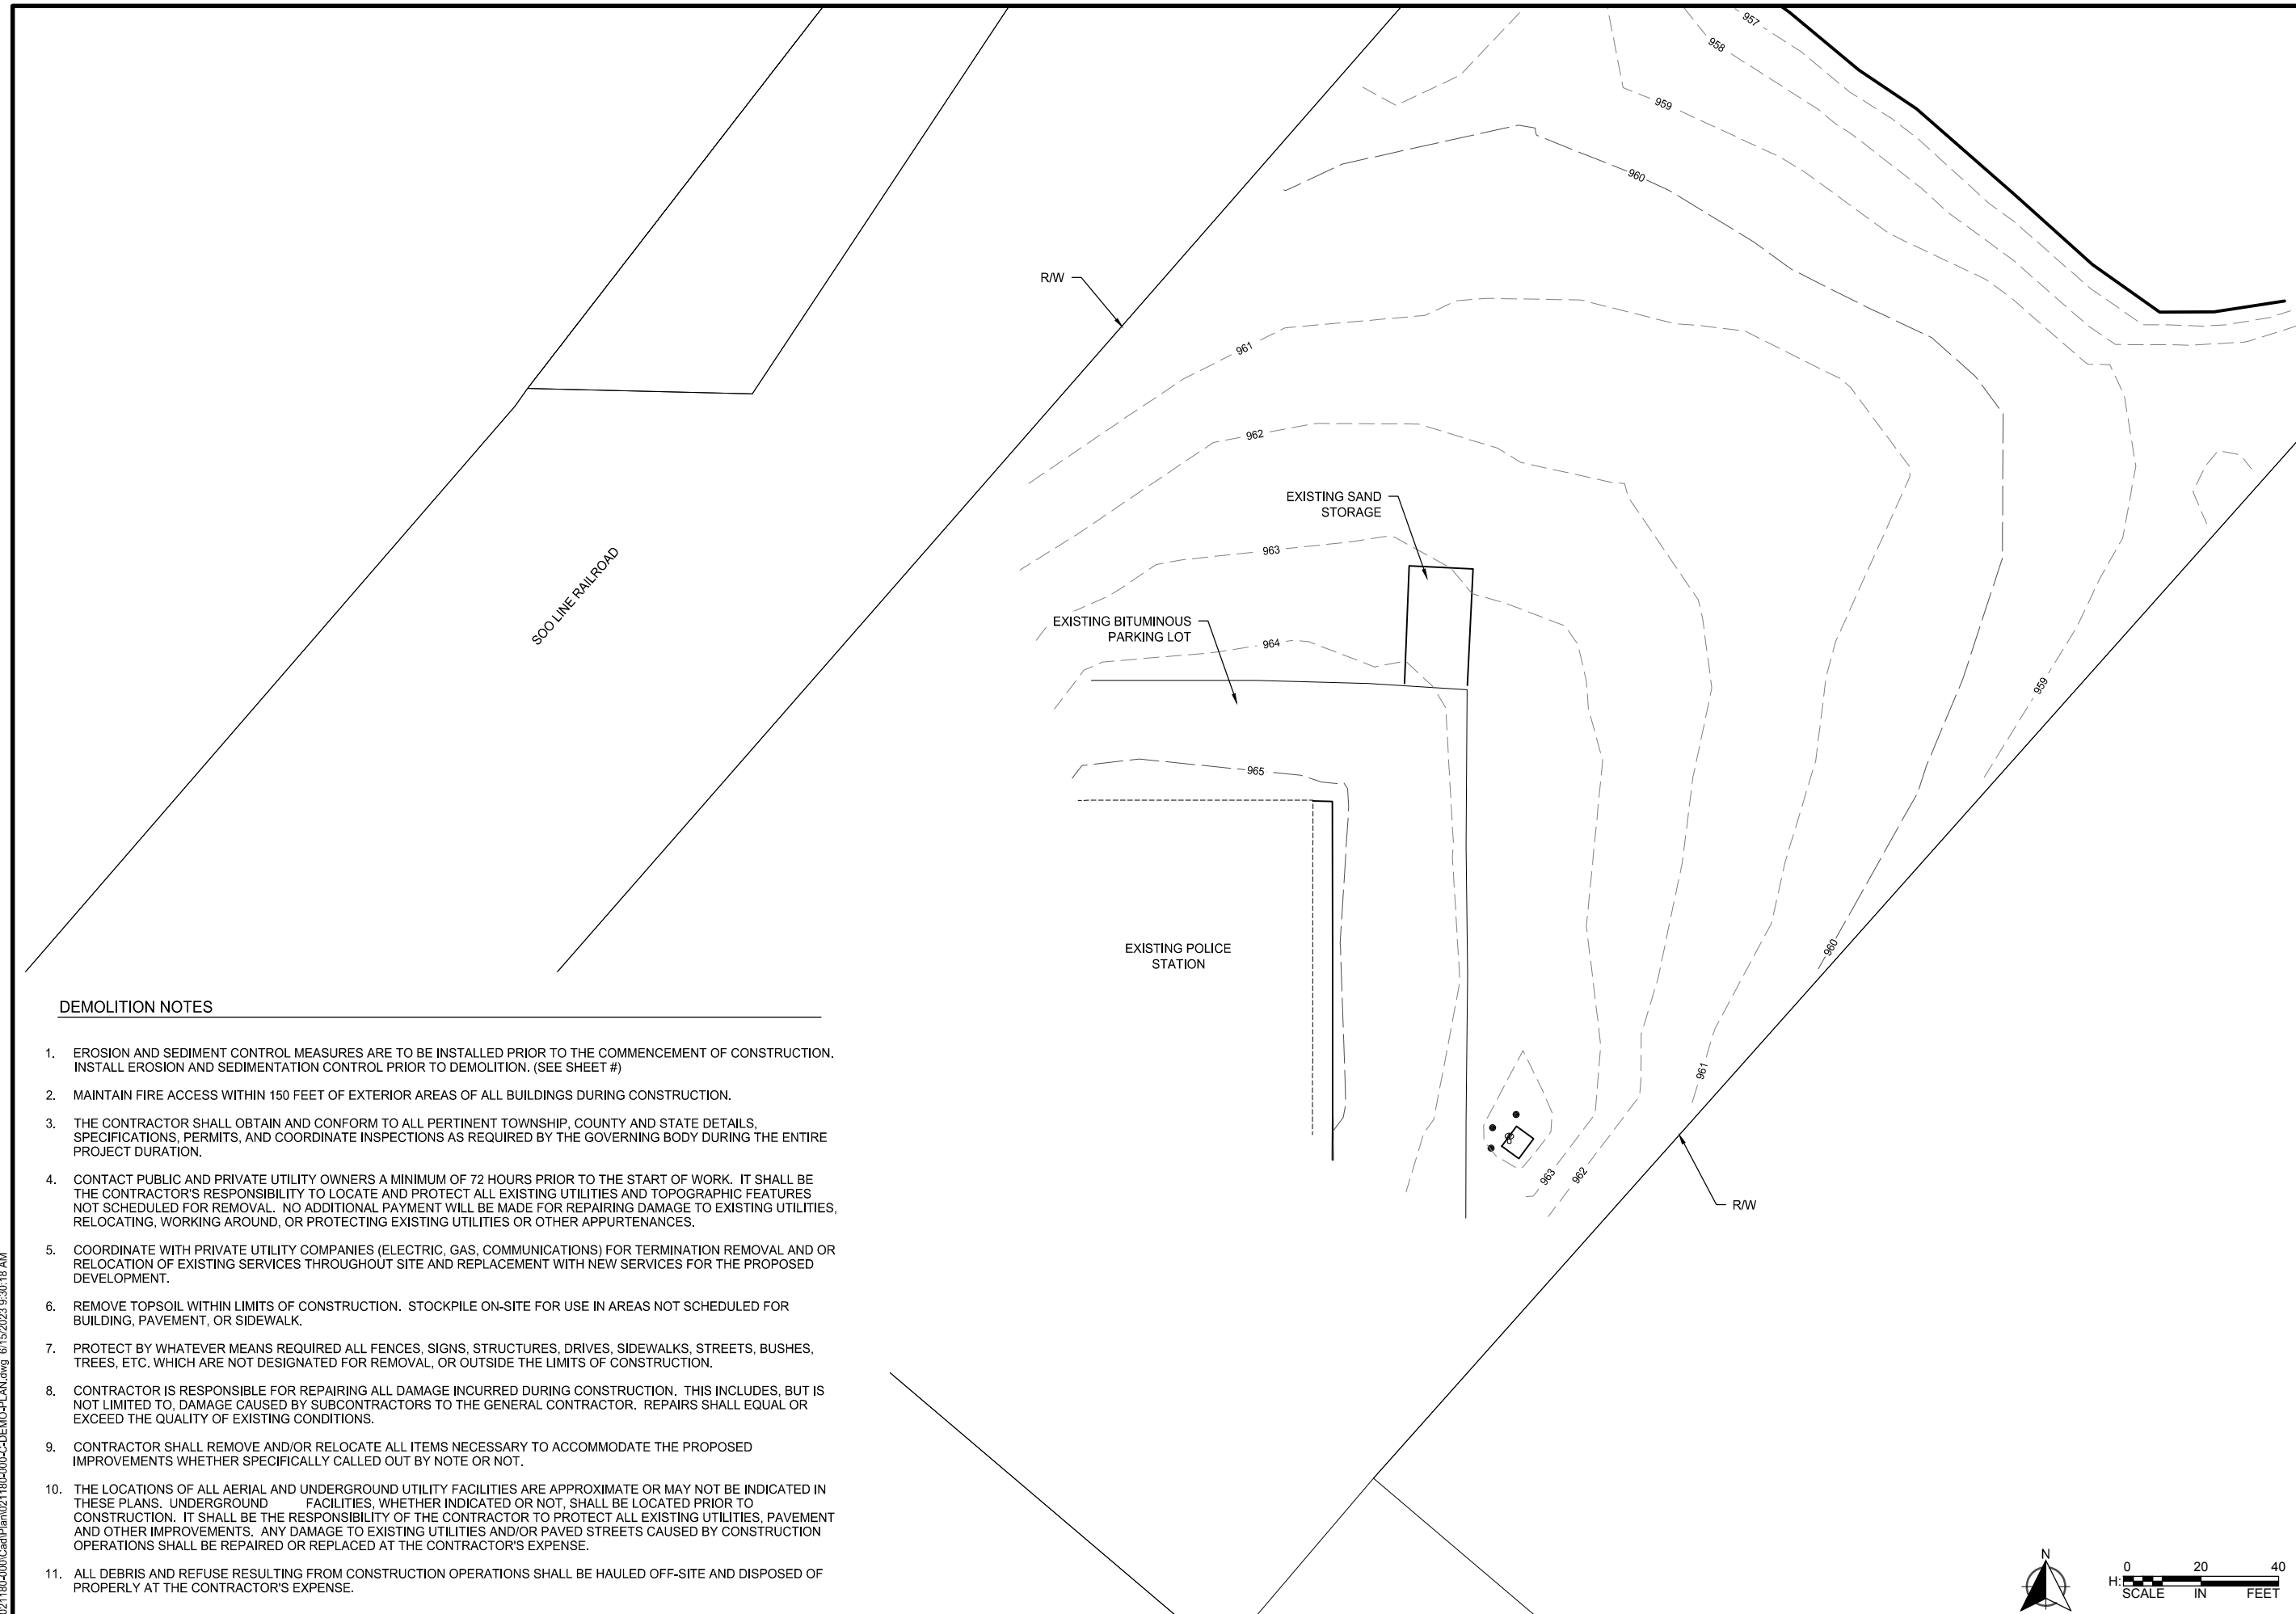 957
958
959
960
R/W
961
962
EXISTING SAND
STORAGE
963
SOO LINE RAILROAD
EXISTING BITUMINOUS
PARKING LOT
964
959
965
EXISTING POLICE
STATION
960
961
963
962
R/W
DEMOLITION NOTES
1. EROSION AND SEDIMENT CONTROL MEASURES ARE TO BE INSTALLED PRIOR TO THE COMMENCEMENT OF CONSTRUCTION.
INSTALL EROSION AND SEDIMENTATION CONTROL PRIOR TO DEMOLITION. (SEE SHEET #)
2. MAINTAIN FIRE ACCESS WITHIN 150 FEET OF EXTERIOR AREAS OF ALL BUILDINGS DURING CONSTRUCTION.
3. THE CONTRACTOR SHALL OBTAIN AND CONFORM TO ALL PERTINENT TOWNSHIP, COUNTY AND STATE DETAILS,
SPECIFICATIONS, PERMITS, AND COORDINATE INSPECTIONS AS REQUIRED BY THE GOVERNING BODY DURING THE ENTIRE
PROJECT DURATION.
4. CONTACT PUBLIC AND PRIVATE UTILITY OWNERS A MINIMUM OF 72 HOURS PRIOR TO THE START OF WORK. IT SHALL BE
THE CONTRACTOR'S RESPONSIBILITY TO LOCATE AND PROTECT ALL EXISTING UTILITIES AND TOPOGRAPHIC FEATURES
NOT SCHEDULED FOR REMOVAL. NO ADDITIONAL PAYMENT WILL BE MADE FOR REPAIRING DAMAGE TO EXISTING UTILITIES,
RELOCATING, WORKING AROUND, OR PROTECTING EXISTING UTILITIES OR OTHER APPURTENANCES.
5. COORDINATE WITH PRIVATE UTILITY COMPANIES (ELECTRIC, GAS, COMMUNICATIONS) FOR TERMINATION REMOVAL AND OR
RELOCATION OF EXISTING SERVICES THROUGHOUT SITE AND REPLACEMENT WITH NEW SERVICES FOR THE PROPOSED
DEVELOPMENT.
6. REMOVE TOPSOIL WITHIN LIMITS OF CONSTRUCTION. STOCKPILE ON-SITE FOR USE IN AREAS NOT SCHEDULED FOR
BUILDING, PAVEMENT, OR SIDEWALK.
7. PROTECT BY WHATEVER MEANS REQUIRED ALL FENCES, SIGNS, STRUCTURES, DRIVES, SIDEWALKS, STREETS, BUSHES,
TREES, ETC. WHICH ARE NOT DESIGNATED FOR REMOVAL, OR OUTSIDE THE LIMITS OF CONSTRUCTION.
8. CONTRACTOR IS RESPONSIBLE FOR REPAIRING ALL DAMAGE INCURRED DURING CONSTRUCTION. THIS INCLUDES, BUT IS
NOT LIMITED TO, DAMAGE CAUSED BY SUBCONTRACTORS TO THE GENERAL CONTRACTOR. REPAIRS SHALL EQUAL OR
EXCEED THE QUALITY OF EXISTING CONDITIONS.
9. CONTRACTOR SHALL REMOVE AND/OR RELOCATE ALL ITEMS NECESSARY TO ACCOMMODATE THE PROPOSED
IMPROVEMENTS WHETHER SPECIFICALLY CALLED OUT BY NOTE OR NOT.
10. THE LOCATIONS OF ALL AERIAL AND UNDERGROUND UTILITY FACILITIES ARE APPROXIMATE OR MAY NOT BE INDICATED IN
THESE PLANS. UNDERGROUND FACILITIES, WHETHER INDICATED OR NOT, SHALL BE LOCATED PRIOR TO
CONSTRUCTION. IT SHALL BE THE RESPONSIBILITY OF THE CONTRACTOR TO PROTECT ALL EXISTING UTILITIES, PAVEMENT
AND OTHER IMPROVEMENTS. ANY DAMAGE TO EXISTING UTILITIES AND/OR PAVED STREETS CAUSED BY CONSTRUCTION
OPERATIONS SHALL BE REPAIRED OR REPLACED AT THE CONTRACTOR'S EXPENSE.
11. ALL DEBRIS AND REFUSE RESULTING FROM CONSTRUCTION OPERATIONS SHALL BE HAULED OFF-SITE AND DISPOSED OF
PROPERLY AT THE CONTRACTOR'S EXPENSE.
N
0 20 40
H:
SCALE IN FEET